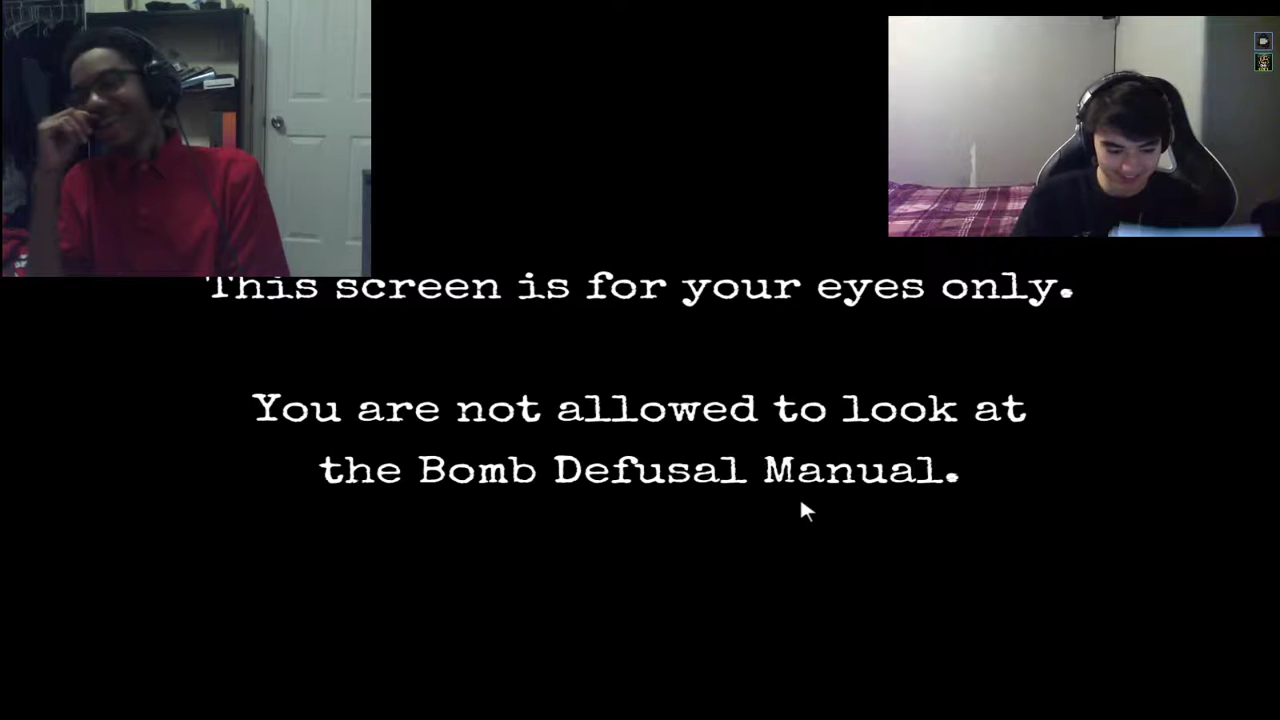 This screen is for your eyes only.
You are not allowed to look at
the Bomb Defusal Manual.